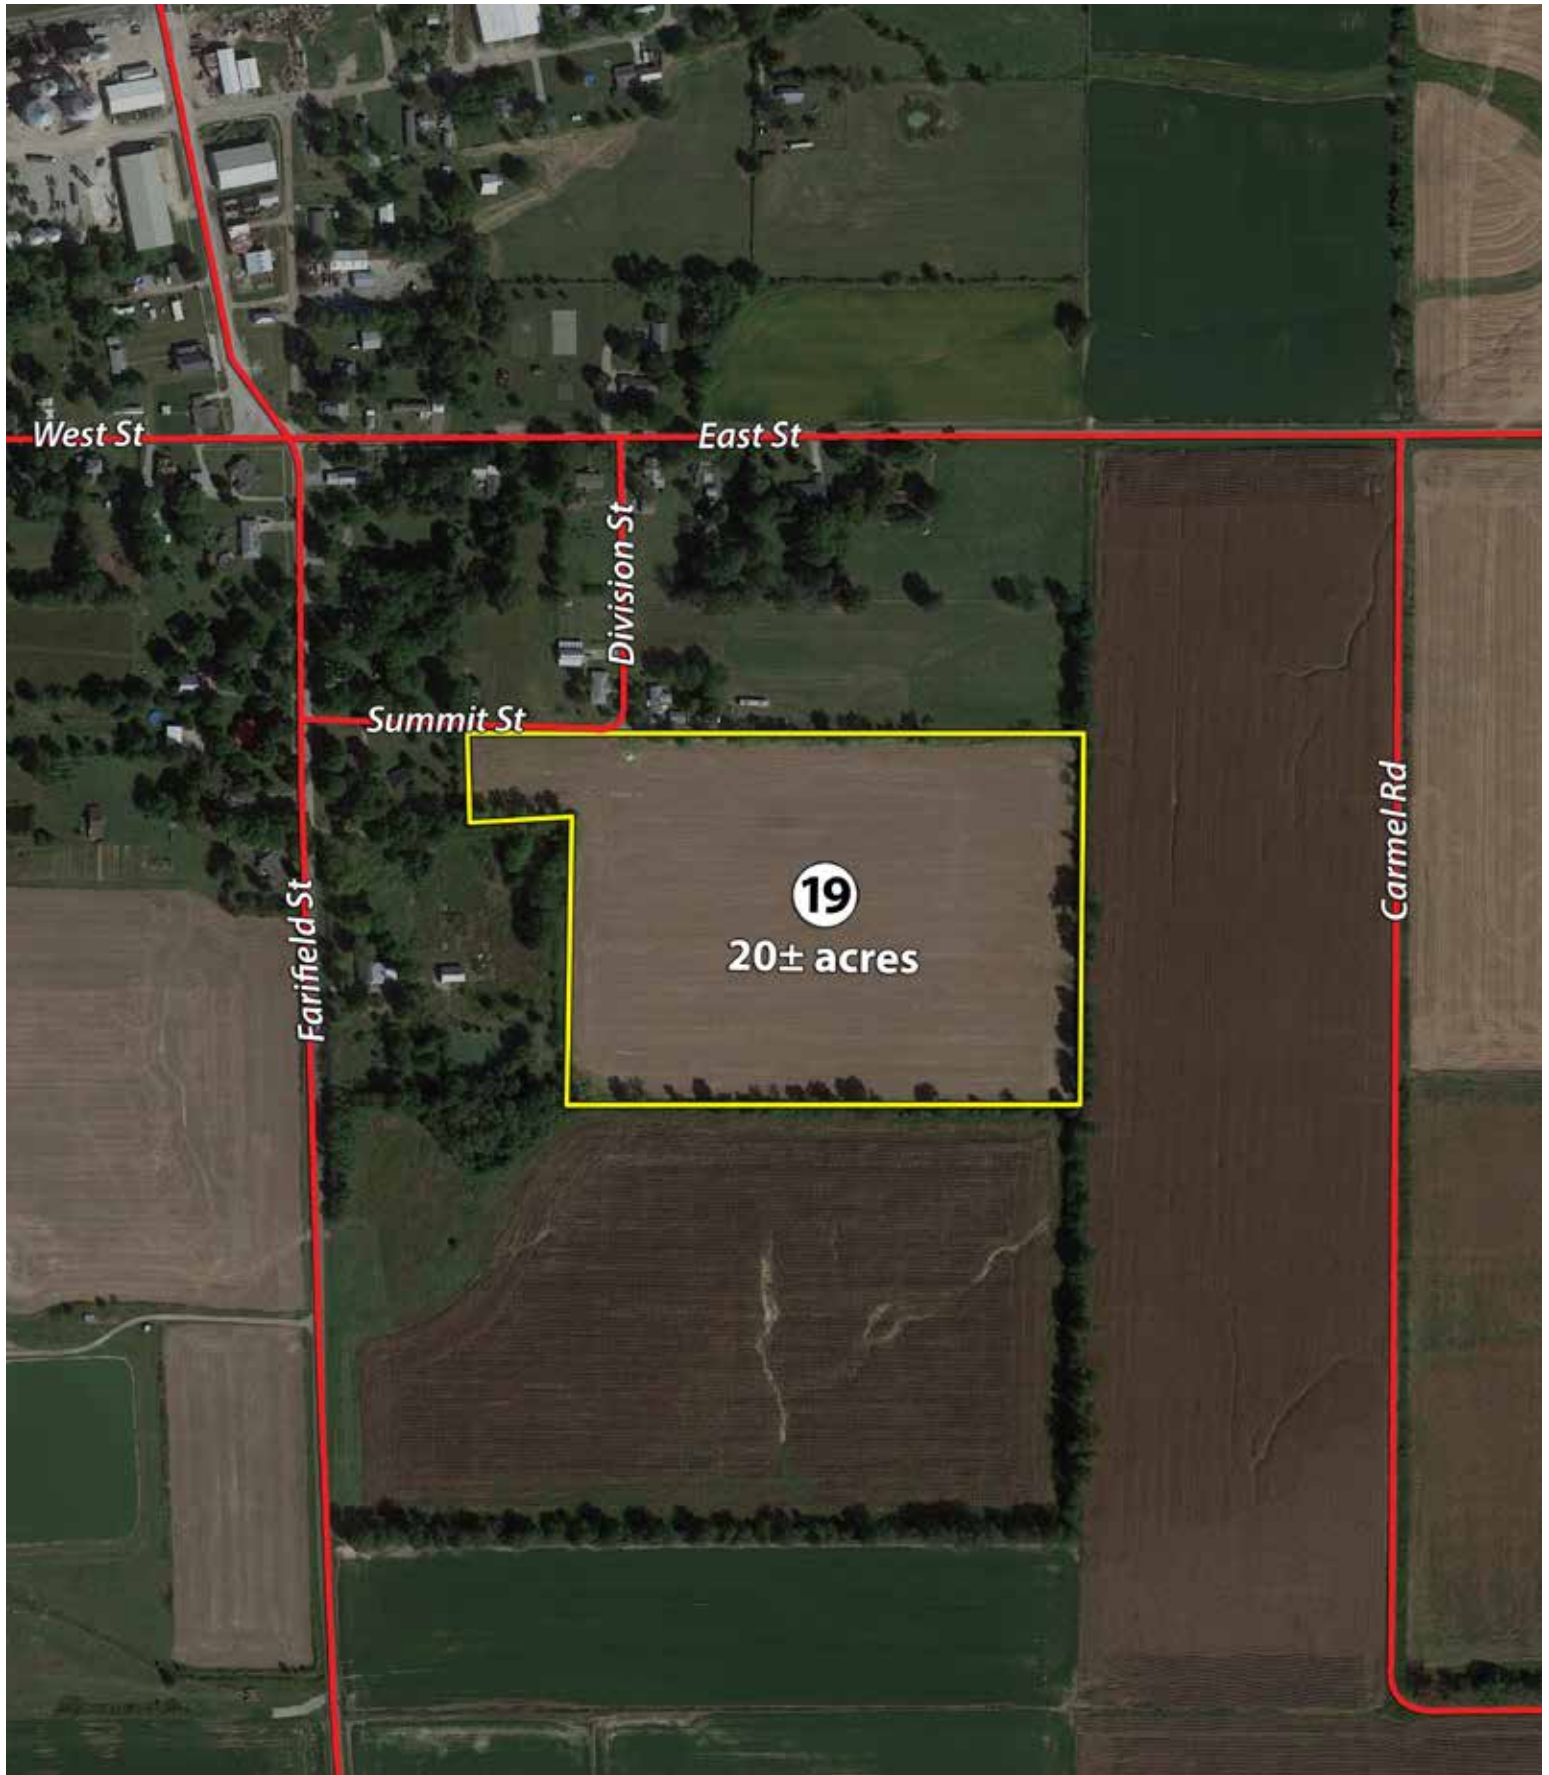 West St
East St
Division St
Summit St
19
20± acres
Carmel Rd
Farifield St